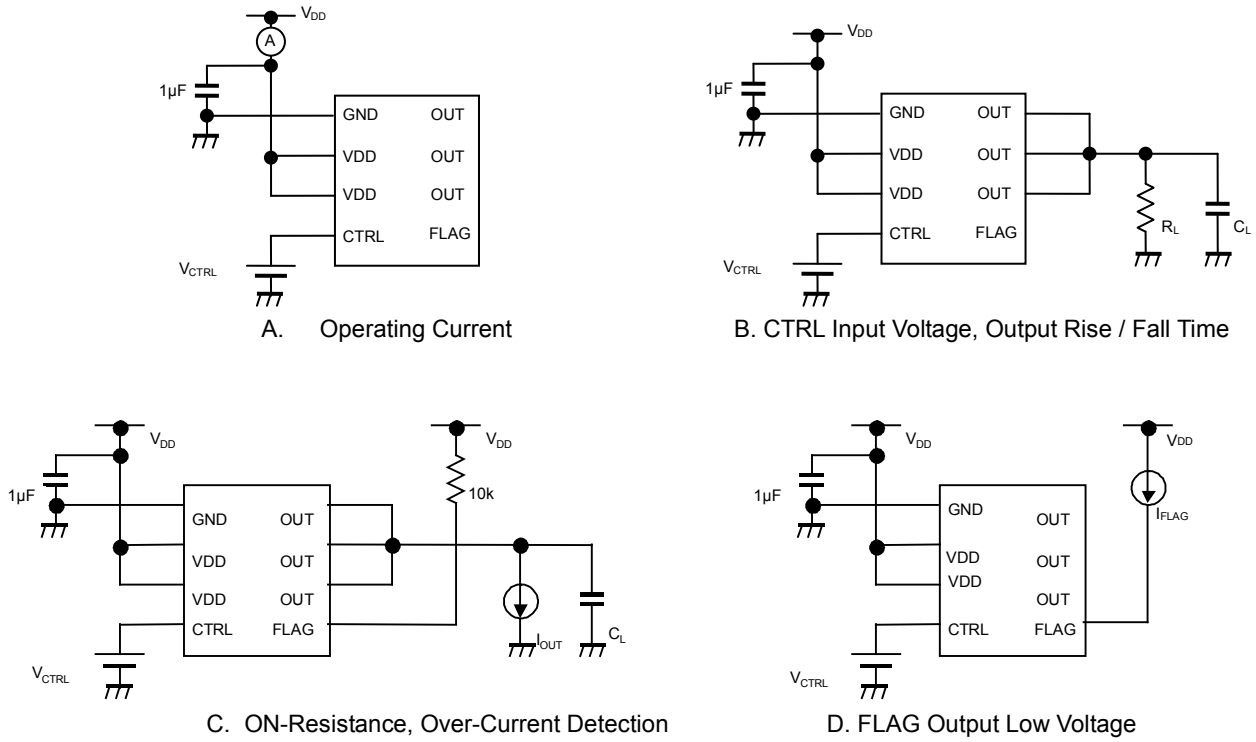 VDD
A
1µF
GND OUT
VDD OUT
VDD OUT
CTRL FLAG
VCTRL
A. Operating Current
VDD
1µF
GND OUT
VDD OUT
VDD OUT
CTRL FLAG
RL
CL
VCTRL
B. CTRL Input Voltage, Output Rise / Fall Time
VDD
VDD
1µF
10k
GND OUT
VDD OUT
VDD OUT
CTRL FLAG
IOUT
CL
VCTRL
C. ON-Resistance, Over-Current Detection
VDD
VDD
1µF
IFLAG
GND OUT
VDD OUT
VDD
OUT
CTRL FLAG
VCTRL
D. FLAG Output Low Voltage